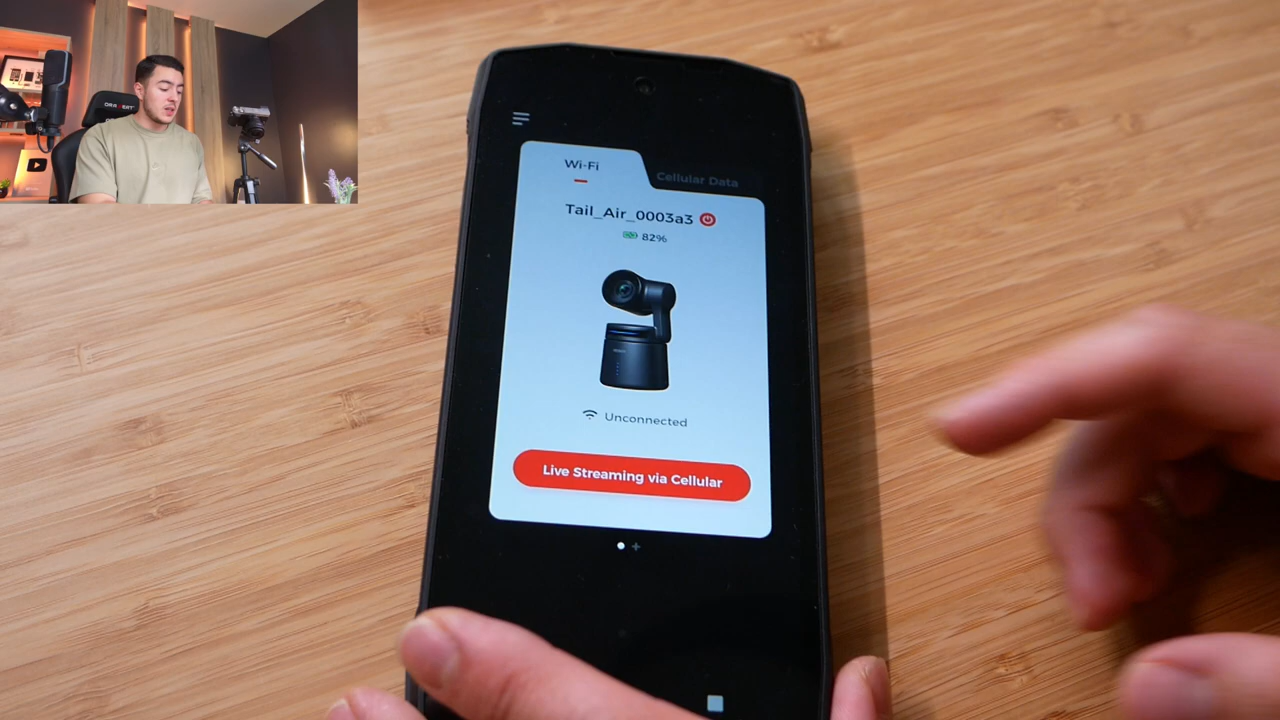 Wi-Fi
Cellular Data
Tail_Air_0003a3
82%
Unconnected
Live Streaming via Cellular